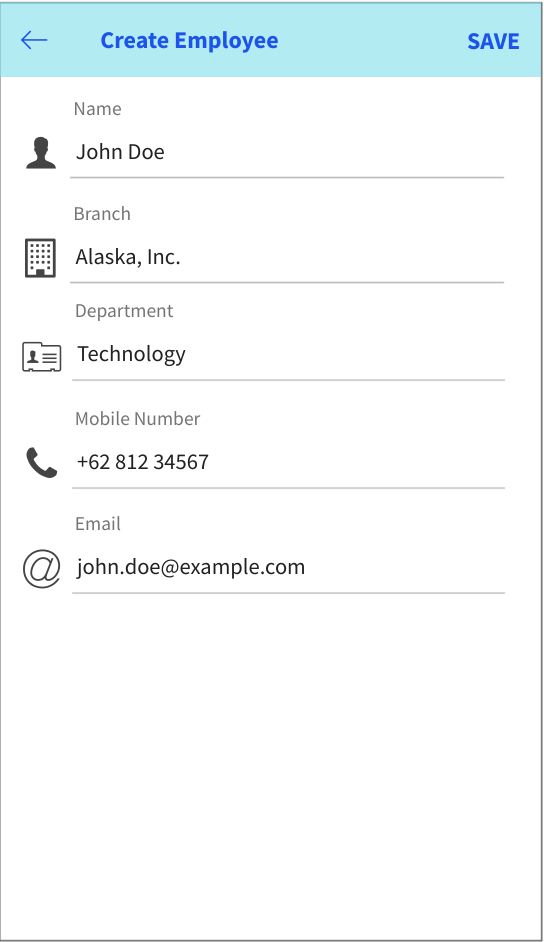 Create Employee SAVE
Name
John Doe
Branch
Alaska, Inc.
Department
Technology
Mobile Number
+62 812 34567
Email
john.doe@example.com